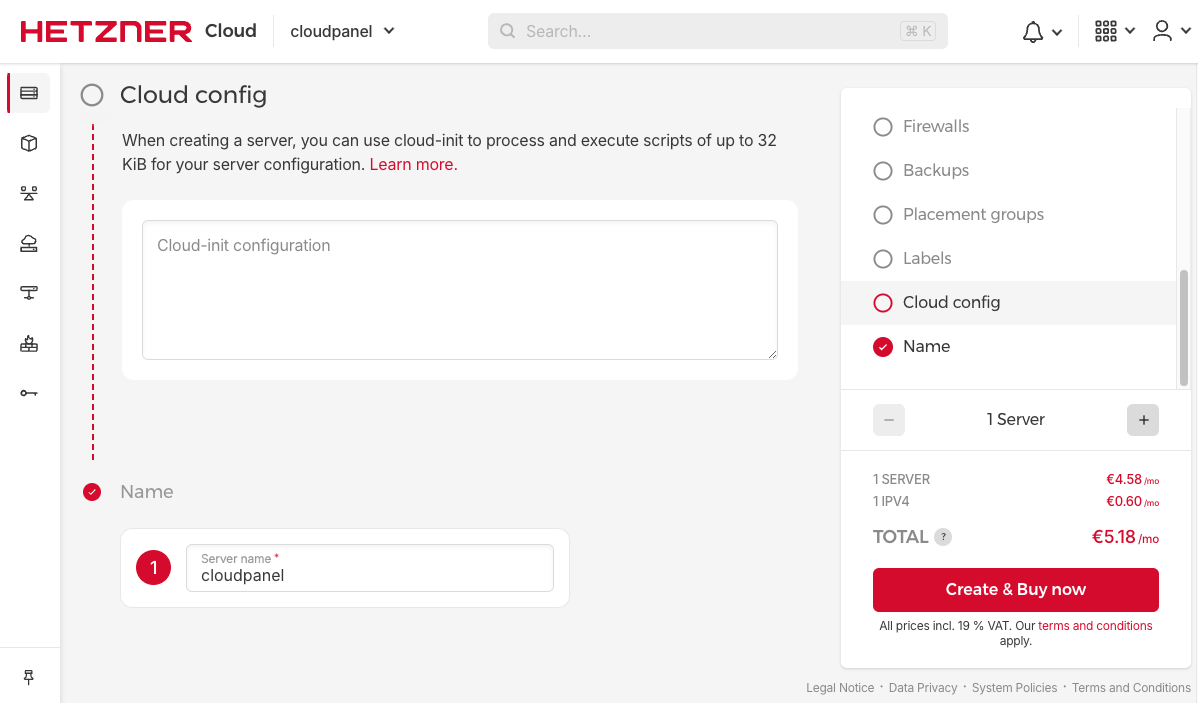 HETZNER Cloud
cloudpanel
Search...
⌘ K
Cloud config
When creating a server, you can use cloud-init to process and execute scripts of up to 32
KiB for your server configuration. Learn more.
Cloud-init configuration
Name
1
Server name *
cloudpanel
Firewalls
Backups
Placement groups
Labels
Cloud config
Name
− 1 Server +
1 SERVER €4.58 /mo
1 IPV4 €0.60 /mo
TOTAL ? €5.18 /mo
Create & Buy now
All prices incl. 19 % VAT. Our terms and conditions
apply.
Legal Notice · Data Privacy · System Policies · Terms and Conditions